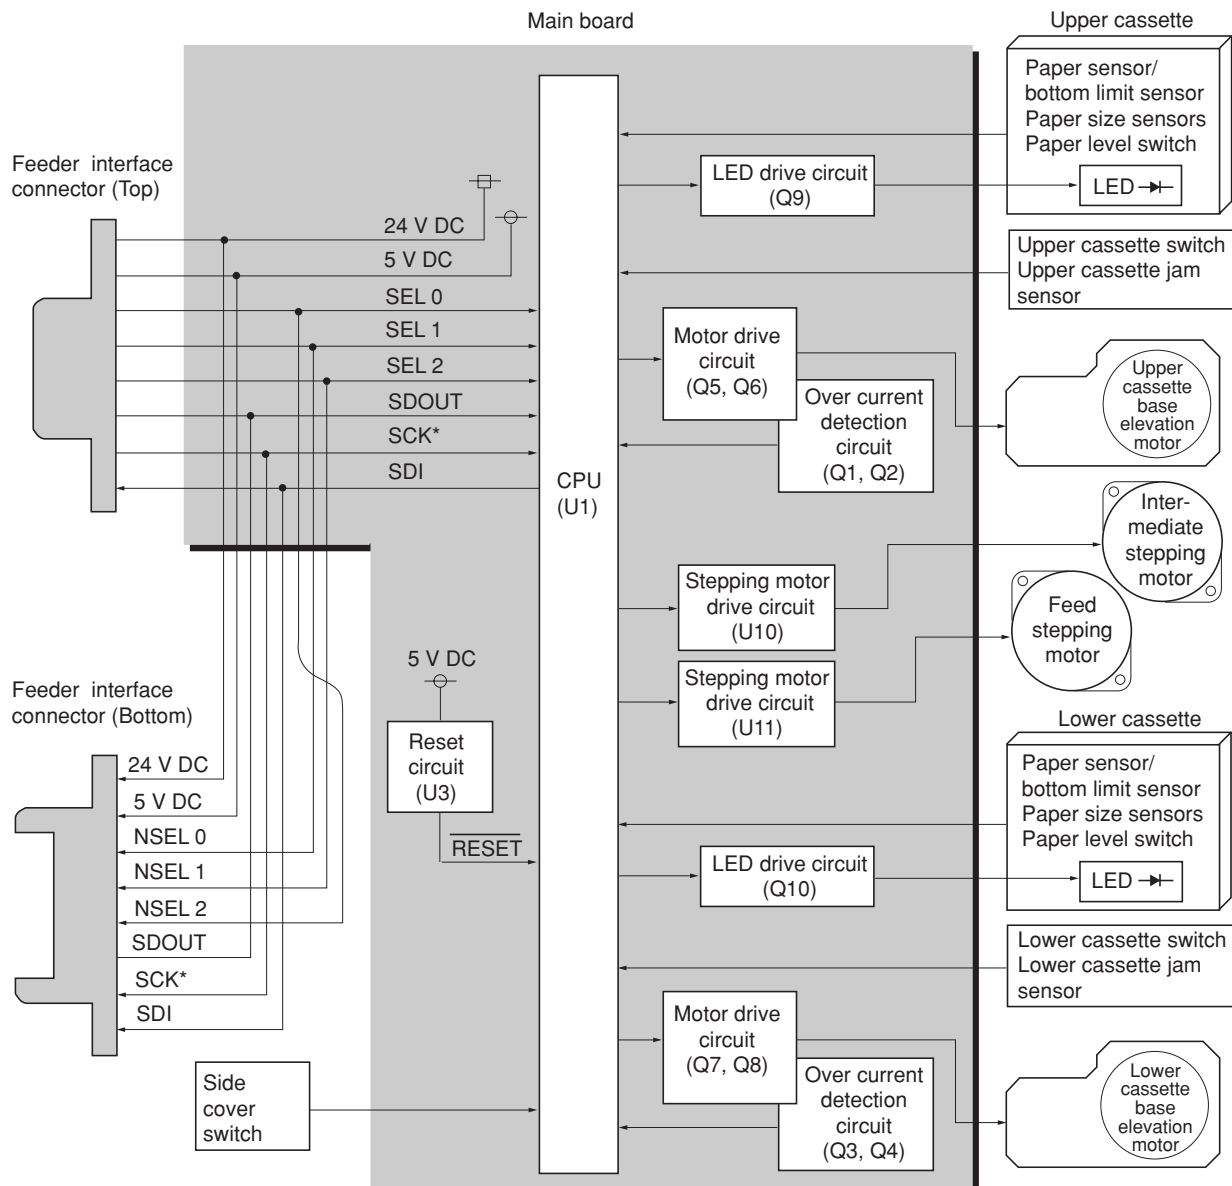 Main board
Upper cassette
Paper sensor/
bottom limit sensor
Paper size sensors
Paper level switch
LED
LED drive circuit
(Q9)
Feeder interface
connector (Top)
24 V DC
5 V DC
SEL 0
SEL 1
SEL 2
SDOUT
SCK*
SDI
CPU
(U1)
Upper cassette switch
Upper cassette jam
sensor
Motor drive
circuit
(Q5, Q6)
Over current
detection
circuit
(Q1, Q2)
Upper
cassette
base
elevation
motor
Inter-
mediate
stepping
motor
Stepping motor
drive circuit
(U10)
Feed
stepping
motor
Stepping motor
drive circuit
(U11)
5 V DC
Reset
circuit
(U3)
RESET
Feeder interface
connector (Bottom)
24 V DC
5 V DC
NSEL 0
NSEL 1
NSEL 2
SDOUT
SCK*
SDI
Lower cassette
Paper sensor/
bottom limit sensor
Paper size sensors
Paper level switch
LED
LED drive circuit
(Q10)
Lower cassette switch
Lower cassette jam
sensor
Motor drive
circuit
(Q7, Q8)
Over current
detection
circuit
(Q3, Q4)
Lower
cassette
base
elevation
motor
Side
cover
switch